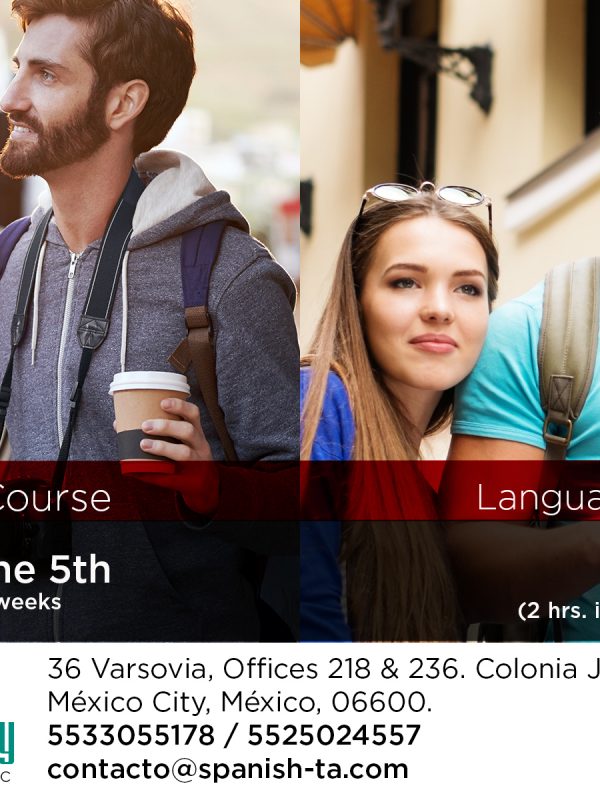 Course
Langua
ne 5th
weeks
(2 hrs. i
36 Varsovia, Offices 218 & 236. Colonia J
México City, México, 06600.
5533055178 / 5525024557
contacto@spanish-ta.com
y
C